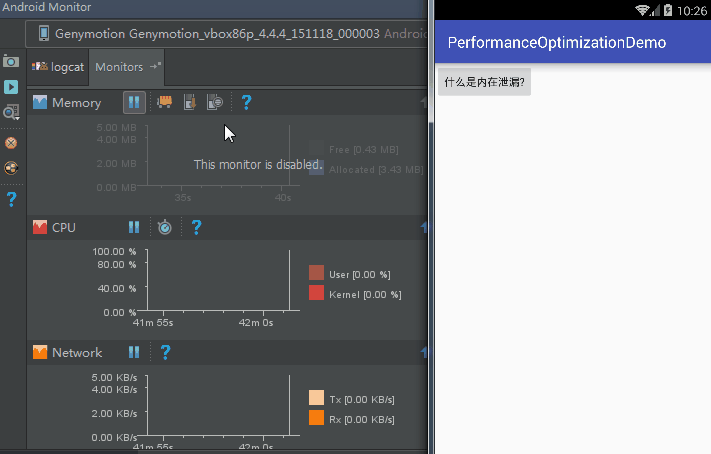 Android Monitor
Genymotion Genymotion_vbox86p_4.4.4_151118_000003 Android
logcat Monitors
Memory ?
5.00 MB
4.00 MB
2.00 MB
0.00 MB
35s 40s
This monitor is disabled.
Free [0.43 MB]
Allocated [3.43 MB]
CPU ?
100.00 %
80.00 %
40.00 %
0.00 %
41m 55s 42m 0s
User [0.00 %]
Kernel [0.00 %]
Network ?
5.00 KB/s
4.00 KB/s
2.00 KB/s
0.00 KB/s
41m 55s 42m 0s
Tx [0.00 KB/s]
Rx [0.00 KB/s]
?
10:26
PerformanceOptimizationDemo
什么是内在泄漏?